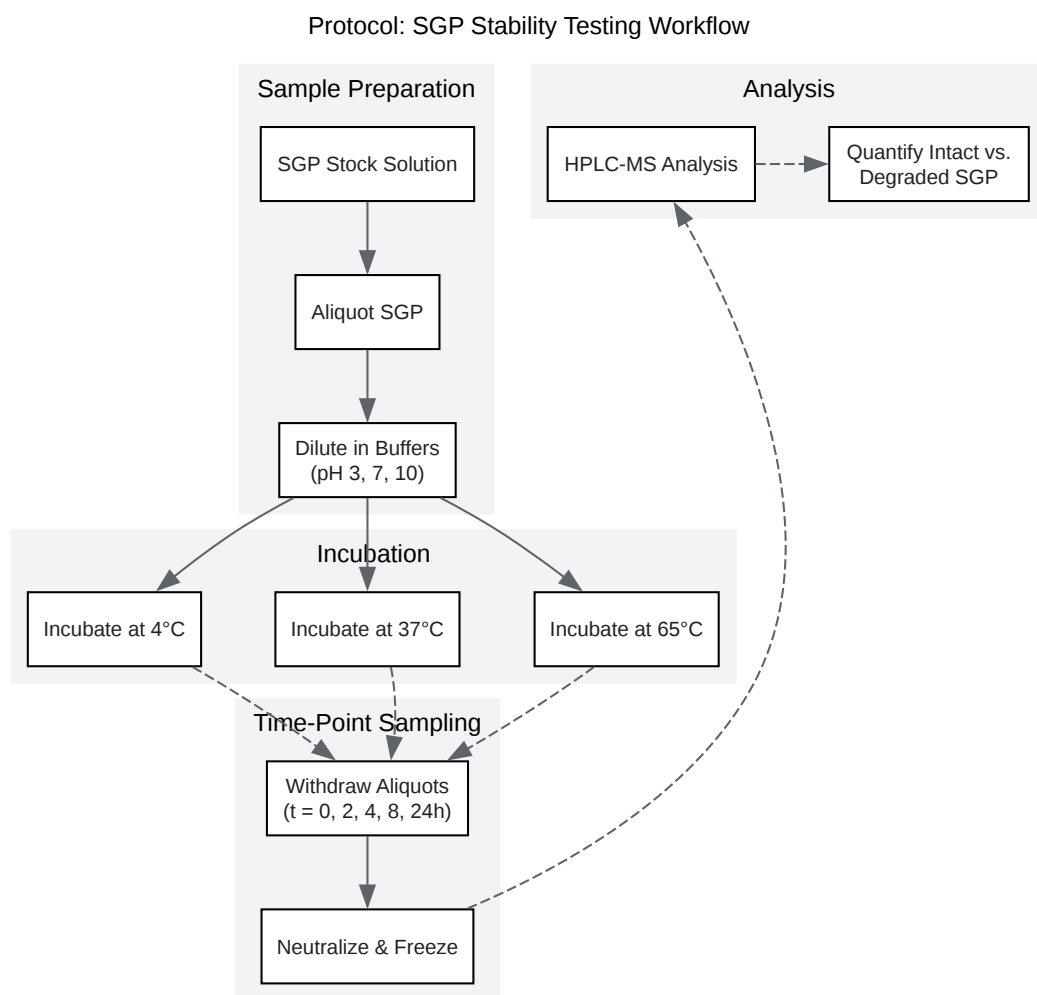 Protocol: SGP Stability Testing Workflow
Sample Preparation
SGP Stock Solution
Aliquot SGP
Dilute in Buffers
(pH 3, 7, 10)
Incubation
Incubate at 4°C
Incubate at 37°C
Incubate at 65°C
Time-Point Sampling
Withdraw Aliquots
(t = 0, 2, 4, 8, 24h)
Neutralize & Freeze
Analysis
HPLC-MS Analysis
Quantify Intact vs.
Degraded SGP